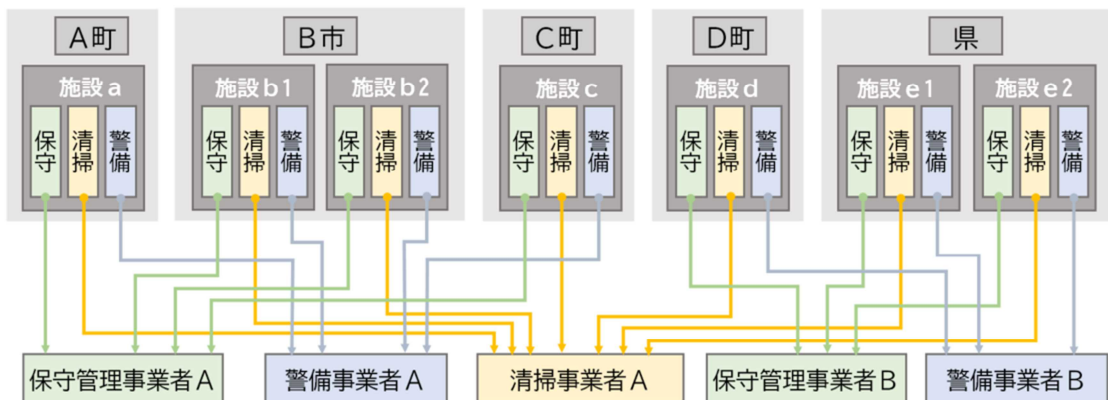 A町
B市
C町
D町
県
施設a
施設b1
施設b2
施設c
施設d
施設e1
施設e2
保守
清掃
警備
保守
清掃
警備
保守
清掃
警備
保守
清掃
警備
保守
清掃
警備
保守
清掃
警備
保守
清掃
警備
保守管理事業者A
警備事業者A
清掃事業者A
保守管理事業者B
警備事業者B